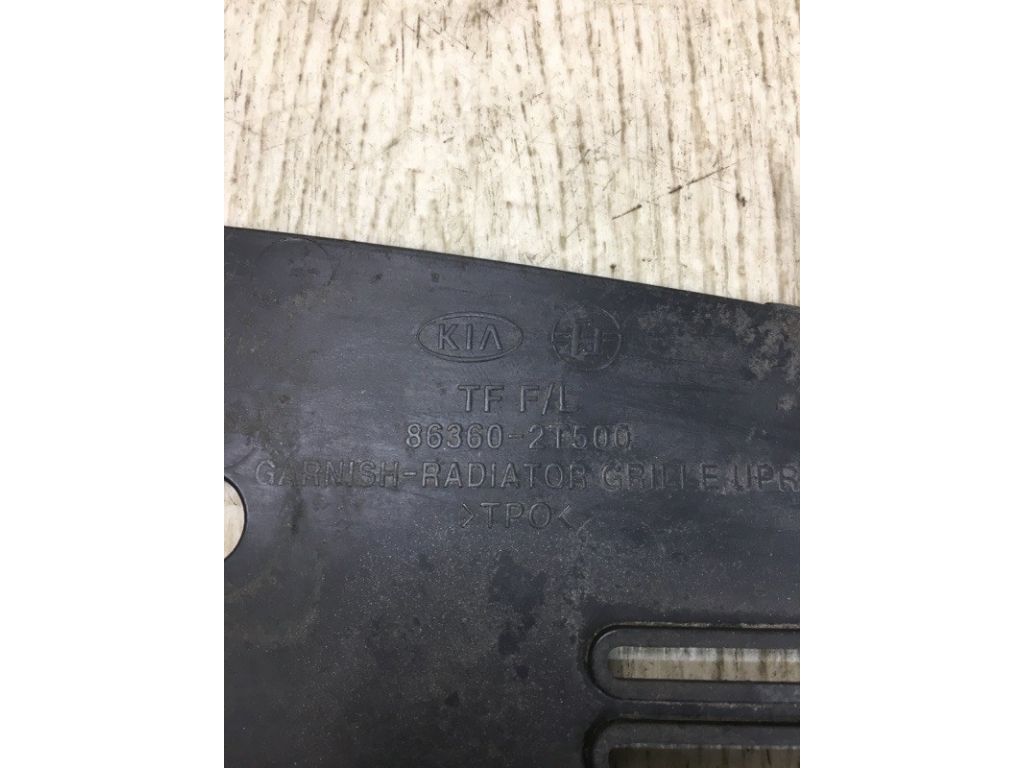 KIA
TF F/L
86360-2T500
GARNISH-RADIATOR GRILLE UPR
>TPO<